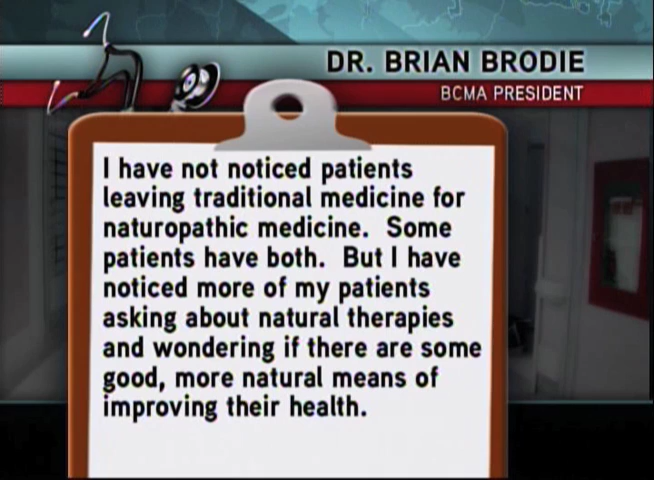 DR. BRIAN BRODIE
BCMA PRESIDENT
I have not noticed patients
leaving traditional medicine for
naturopathic medicine.  Some
patients have both.  But I have
noticed more of my patients
asking about natural therapies
and wondering if there are some
good, more natural means of
improving their health.